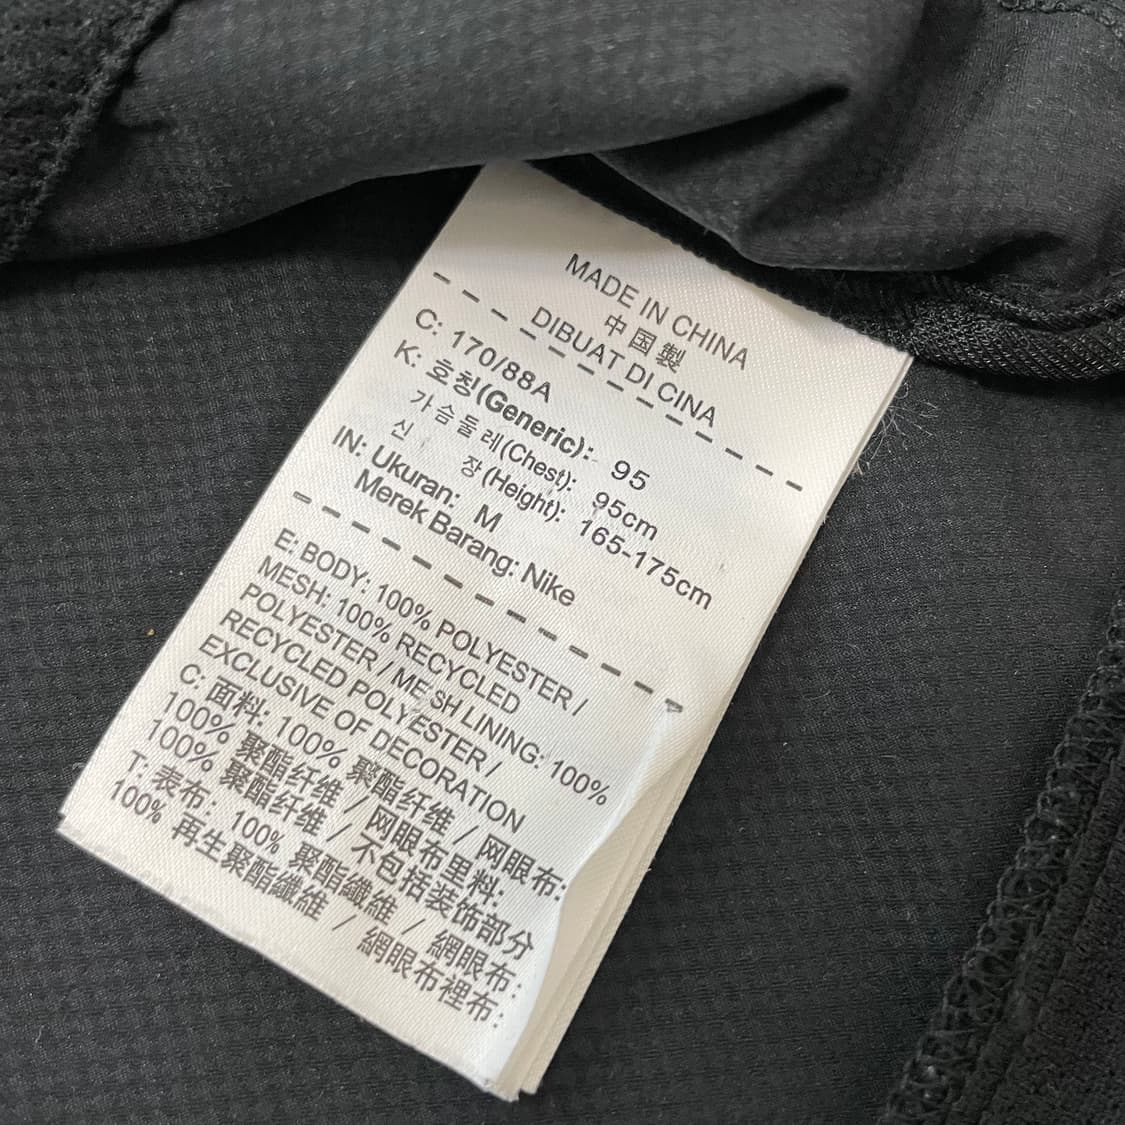 MADE IN CHINA
中国製
DIBUAT DI CINA
C: 170/88A
K: 호칭(Generic): 95
가슴둘레(Chest): 95cm
신 장(Height): 165-175cm
IN: Ukuran: M
Merek Barang: Nike
E: BODY: 100% POLYESTER /
MESH: 100% RECYCLED
POLYESTER / MESH LINING: 100%
RECYCLED POLYESTER /
EXCLUSIVE OF DECORATION
C: 面料: 100% 聚酯纤维 / 网眼布:
100% 聚酯纤维 / 网眼布里料:
100% 聚酯纤维 / 不包括装饰部分
T: 表布: 100% 聚酯纖維 / 網眼布:
100% 再生聚酯纖維 / 網眼布裡布: